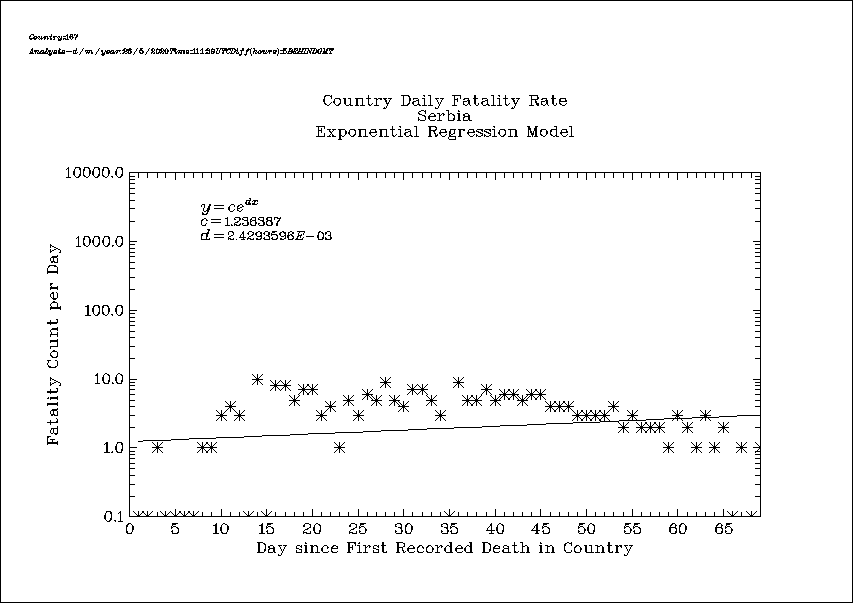 Country Daily Fatality Rate
Serbia
Exponential Regression Model
y=ce^dx
c=1.236387
d=2.4293596E-03
Fatality Count per Day
10000.0
1000.0
100.0
10.0
1.0
0.1
0 5 10 15 20 25 30 35 40 45 50 55 60 65
Day since First Recorded Death in Country